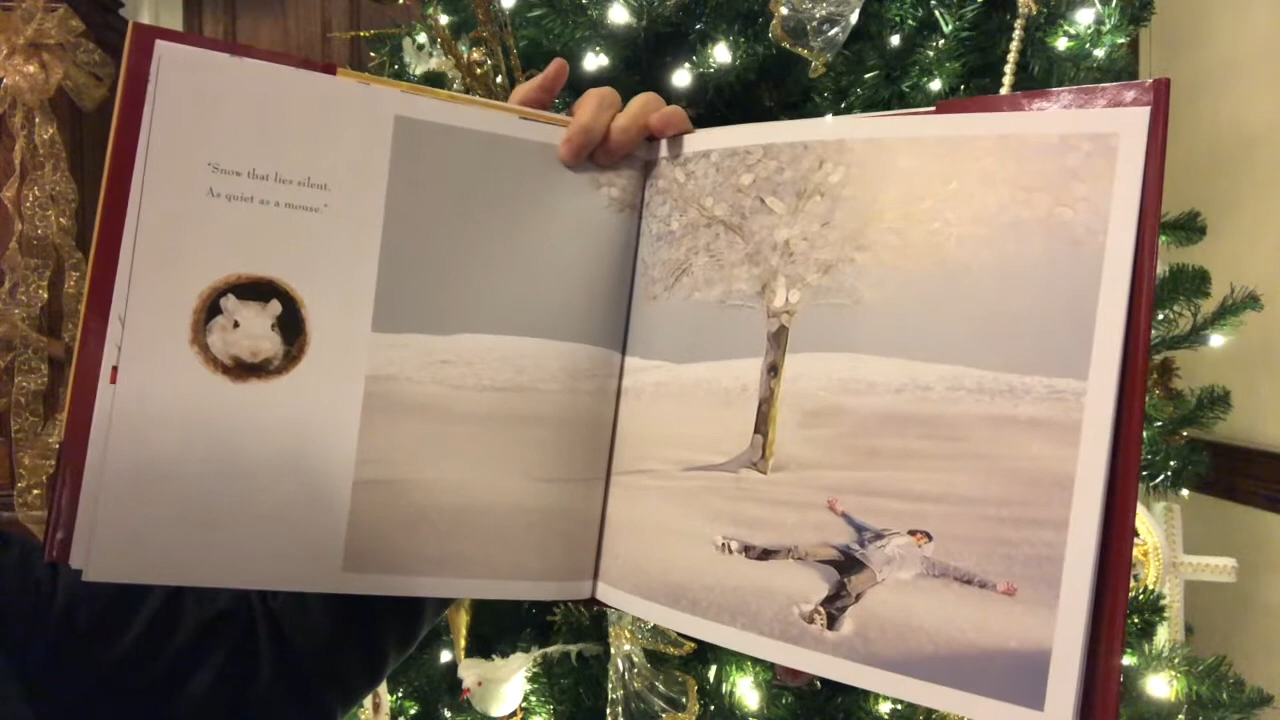 "Snow that lies silent.
As quiet as a mouse."